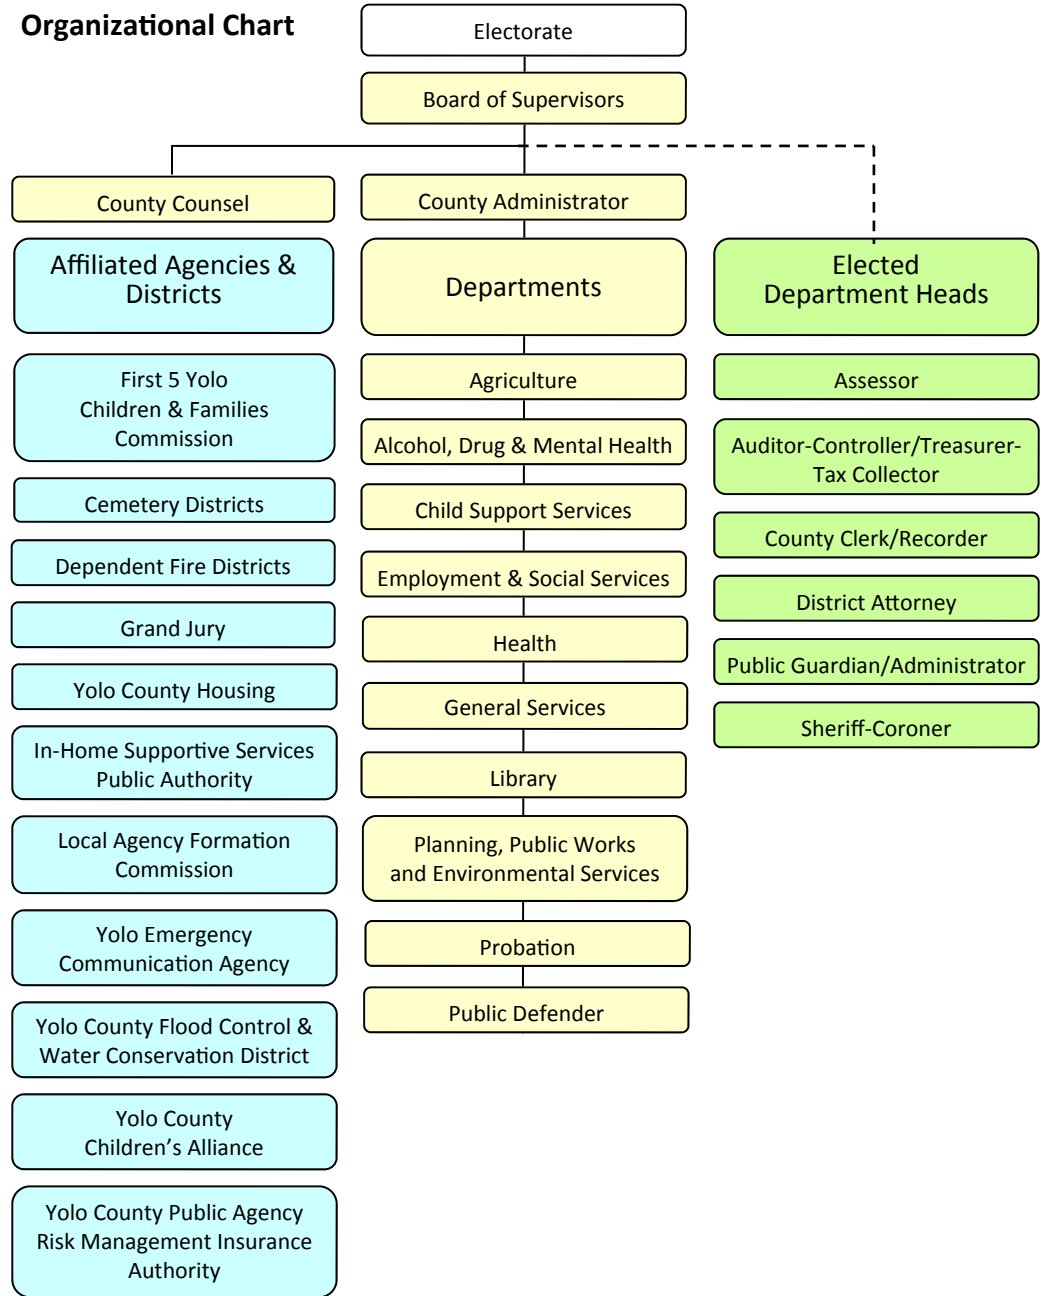 Organizational Chart
Electorate
Board of Supervisors
County Counsel
County Administrator
Affiliated Agencies &
Districts
First 5 Yolo
Children & Families
Commission
Cemetery Districts
Dependent Fire Districts
Grand Jury
Yolo County Housing
In-Home Supportive Services
Public Authority
Local Agency Formation
Commission
Yolo Emergency
Communication Agency
Yolo County Flood Control &
Water Conservation District
Yolo County
Children’s Alliance
Yolo County Public Agency
Risk Management Insurance
Authority
Departments
Agriculture
Alcohol, Drug & Mental Health
Child Support Services
Employment & Social Services
Health
General Services
Library
Planning, Public Works
and Environmental Services
Probation
Public Defender
Elected
Department Heads
Assessor
Auditor-Controller/Treasurer-
Tax Collector
County Clerk/Recorder
District Attorney
Public Guardian/Administrator
Sheriff-Coroner